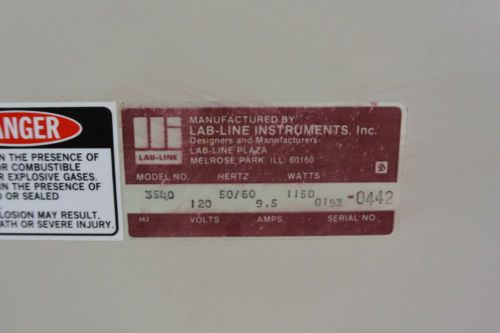 ANGER
N THE PRESENCE OF
OR COMBUSTIBLE
R EXPLOSIVE GASES.
IN THE PRESENCE OF
D OR SEALED
LOSION MAY RESULT,
ATH OR SEVERE INJURY.
LAB-LINE
MANUFACTURED BY
LAB-LINE INSTRUMENTS, Inc.
Designers and Manufacturers
LAB-LINE PLAZA
MELROSE PARK ILL. 60160
MODEL NO. HERTZ WATTS
3540 50/60 1150
120 9.5 0193 -0442
462 VOLTS AMPS SERIAL NO.